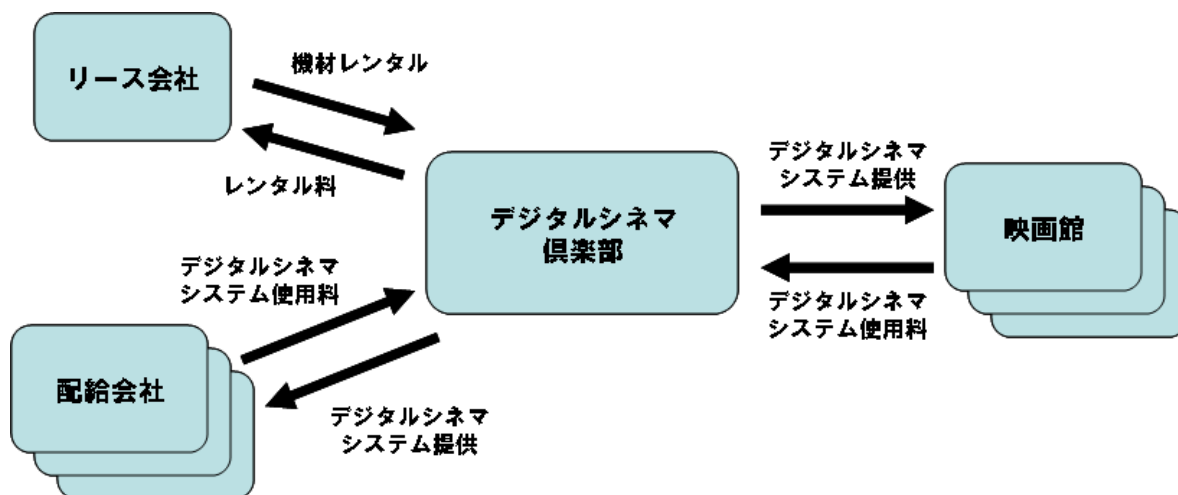 リース会社
機材レンタル
レンタル料
デジタルシネマ
倶楽部
デジタルシネマ
システム提供
映画館
デジタルシネマ
システム使用料
デジタルシネマ
システム使用料
配給会社
デジタルシネマ
システム提供